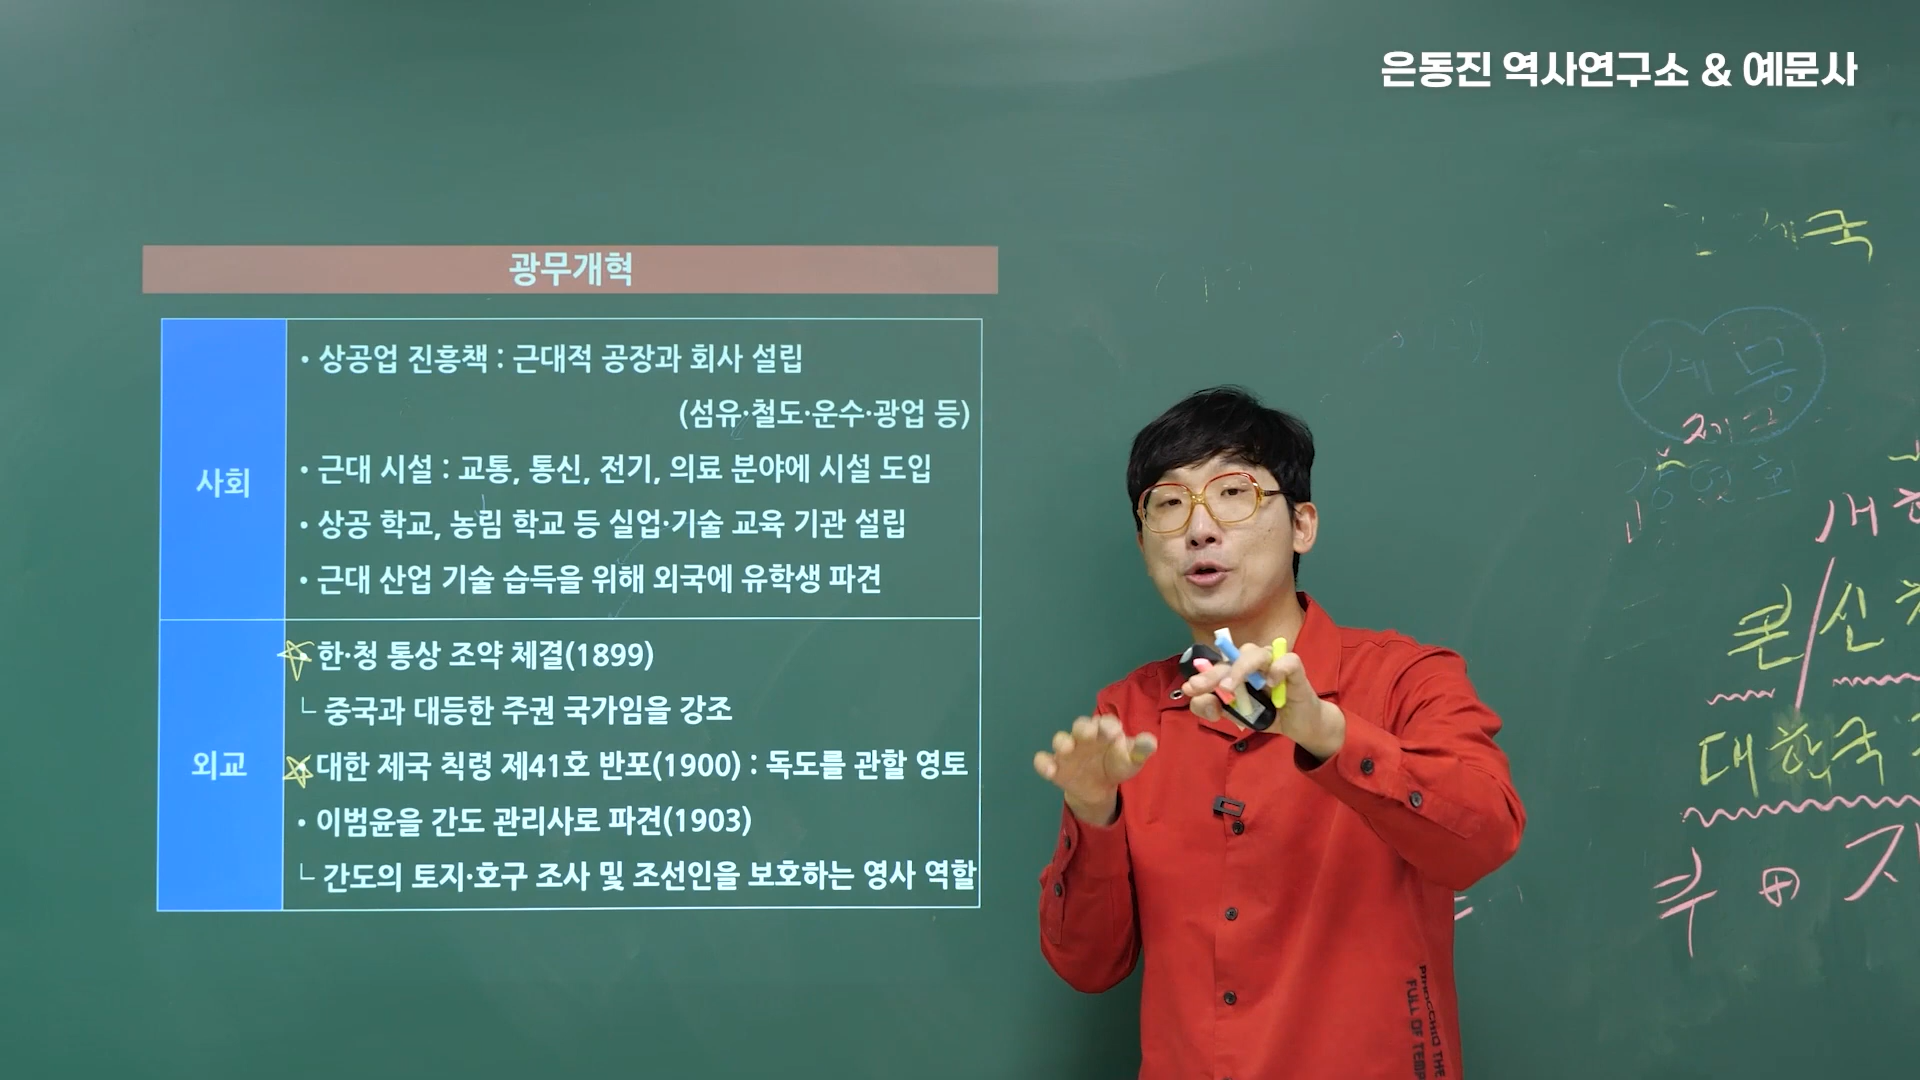 은동진 역사연구소 & 예문사
광무개혁
사회
• 상공업 진흥책 : 근대적 공장과 회사 설립
(섬유·철도·운수·광업 등)
• 근대 시설 : 교통, 통신, 전기, 의료 분야에 시설 도입
• 상공 학교, 농림 학교 등 실업·기술 교육 기관 설립
• 근대 산업 기술 습득을 위해 외국에 유학생 파견
외교
• 한·청 통상 조약 체결(1899)
└ 중국과 대등한 주권 국가임을 강조
• 대한 제국 칙령 제41호 반포(1900) : 독도를 관할 영토
• 이범윤을 간도 관리사로 파견(1903)
└ 간도의 토지·호구 조사 및 조선인을 보호하는 영사 역할
계몽
본 신
대한국
FULL OF TEMP